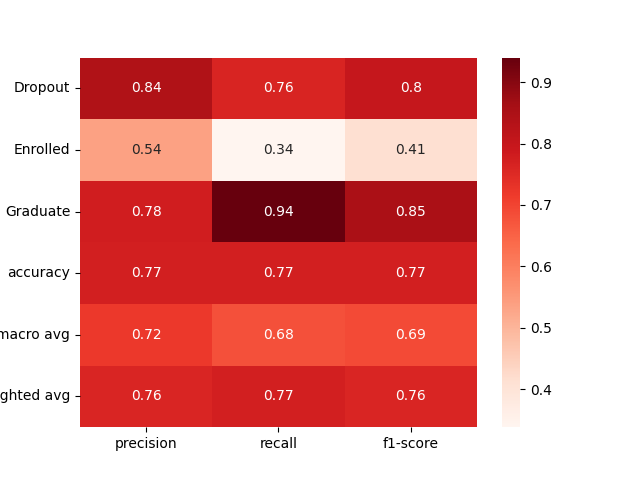 Dropout 0.84 0.76 0.8
Enrolled 0.54 0.34 0.41
Graduate 0.78 0.94 0.85
accuracy 0.77 0.77 0.77
macro avg 0.72 0.68 0.69
ghted avg 0.76 0.77 0.76
precision recall f1-score
0.9
0.8
0.7
0.6
0.5
0.4